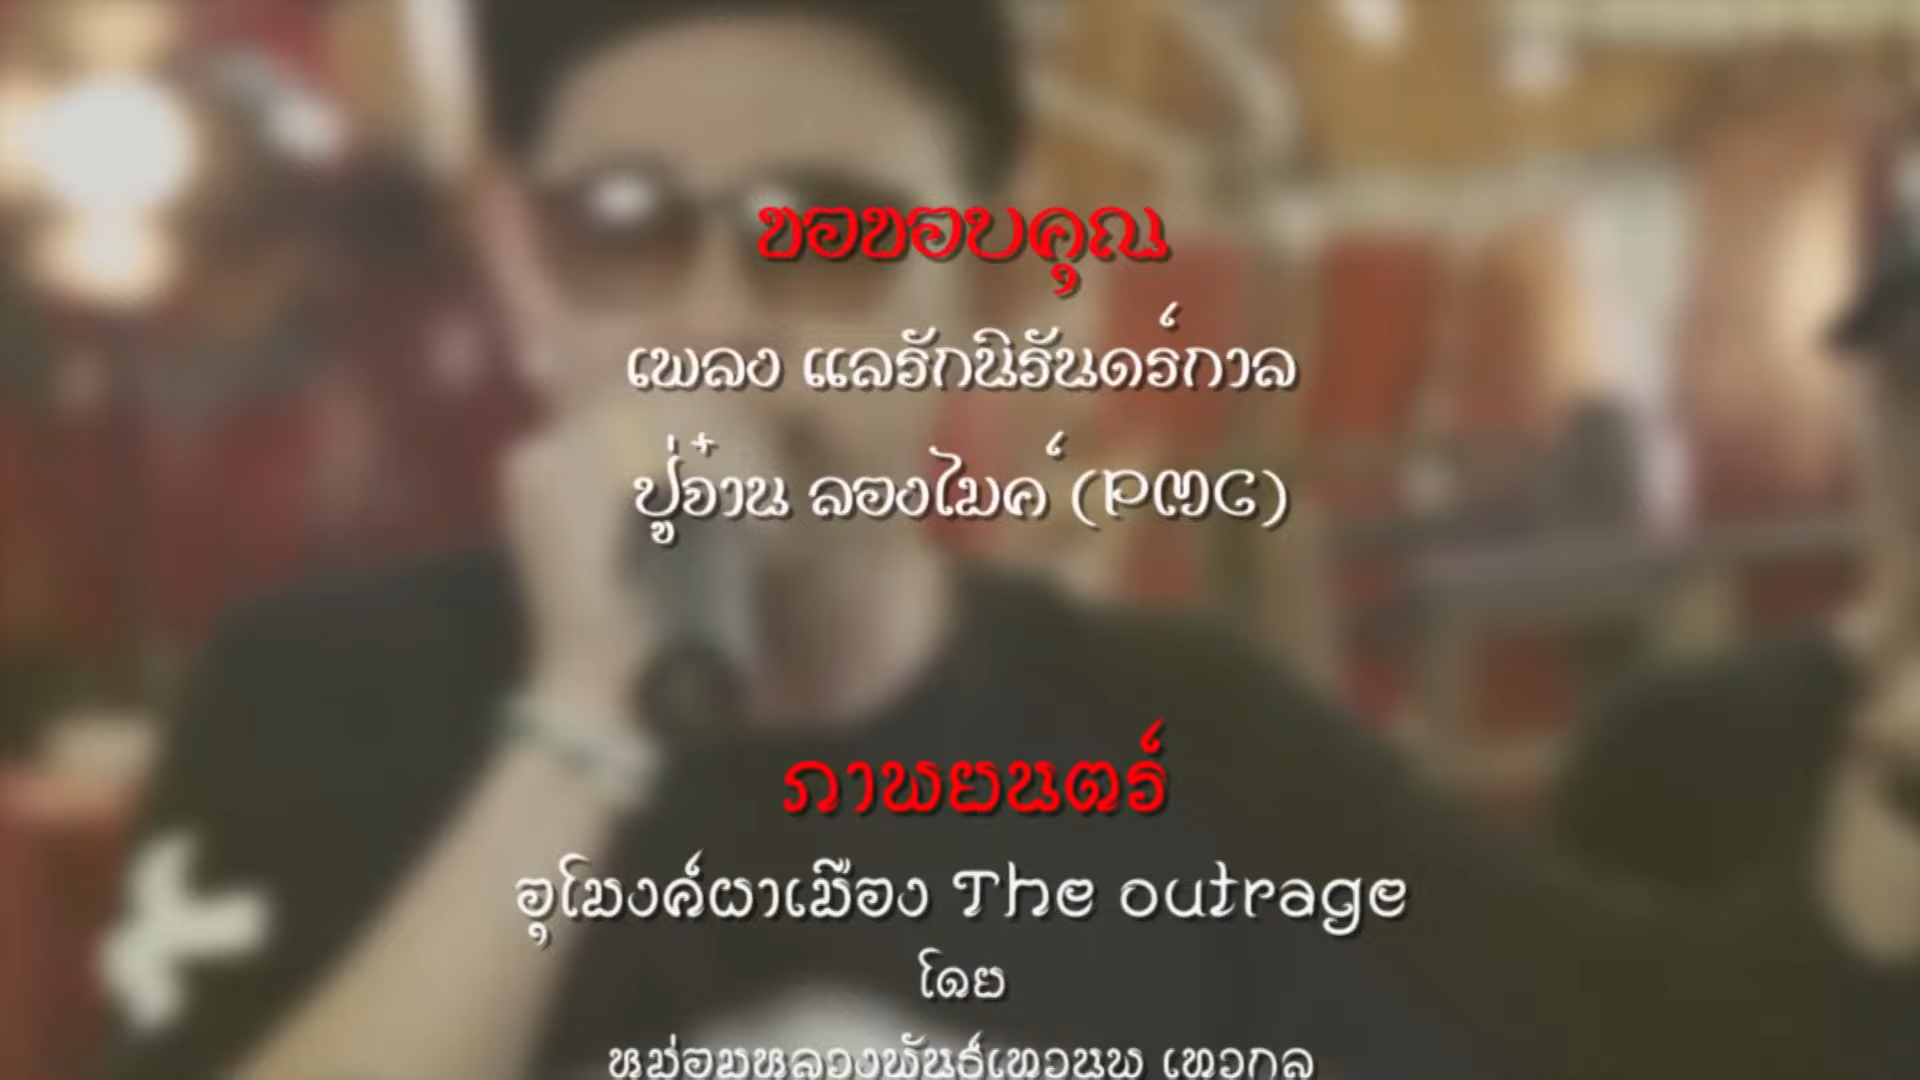 ขอขอบคุณ
เพลง แลรักนิรันดร์กาล
ปู่จ๋าน ลองไมค์ (PMC)
ภาพยนตร์
อุโมงค์ผาเมือง The outrage
โดย
หม่อมหลวงพันธ์เทวนพ เทวกุล